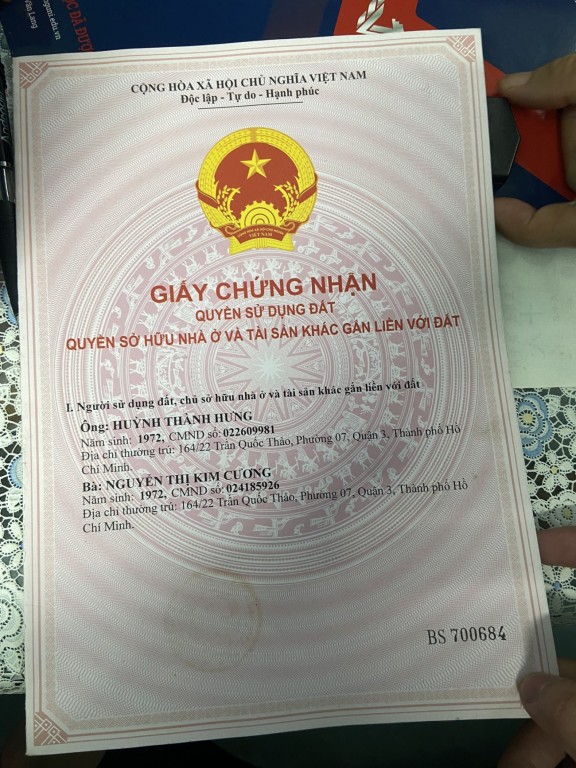 CỘNG HÒA XÃ HỘI CHỦ NGHĨA VIỆT NAM
Độc lập - Tự do - Hạnh phúc
VIỆT NAM
GIẤY CHỨNG NHẬN
QUYỀN SỬ DỤNG ĐẤT
QUYỀN SỞ HỮU NHÀ Ở VÀ TÀI SẢN KHÁC GẮN LIỀN VỚI ĐẤT
I. Người sử dụng đất, chủ sở hữu nhà ở và tài sản khác gắn liền với đất
Ông: HUỲNH THÀNH HƯNG
Năm sinh: 1972, CMND số: 022609981
Địa chỉ thường trú: 164/22 Trần Quốc Thảo, Phường 07, Quận 3, Thành phố Hồ
Chí Minh.
Bà: NGUYỄN THỊ KIM CƯƠNG
Năm sinh: 1972, CMND số: 024185926
Địa chỉ thường trú: 164/22 Trần Quốc Thảo, Phường 07, Quận 3, Thành phố Hồ
Chí Minh.
BS 700684